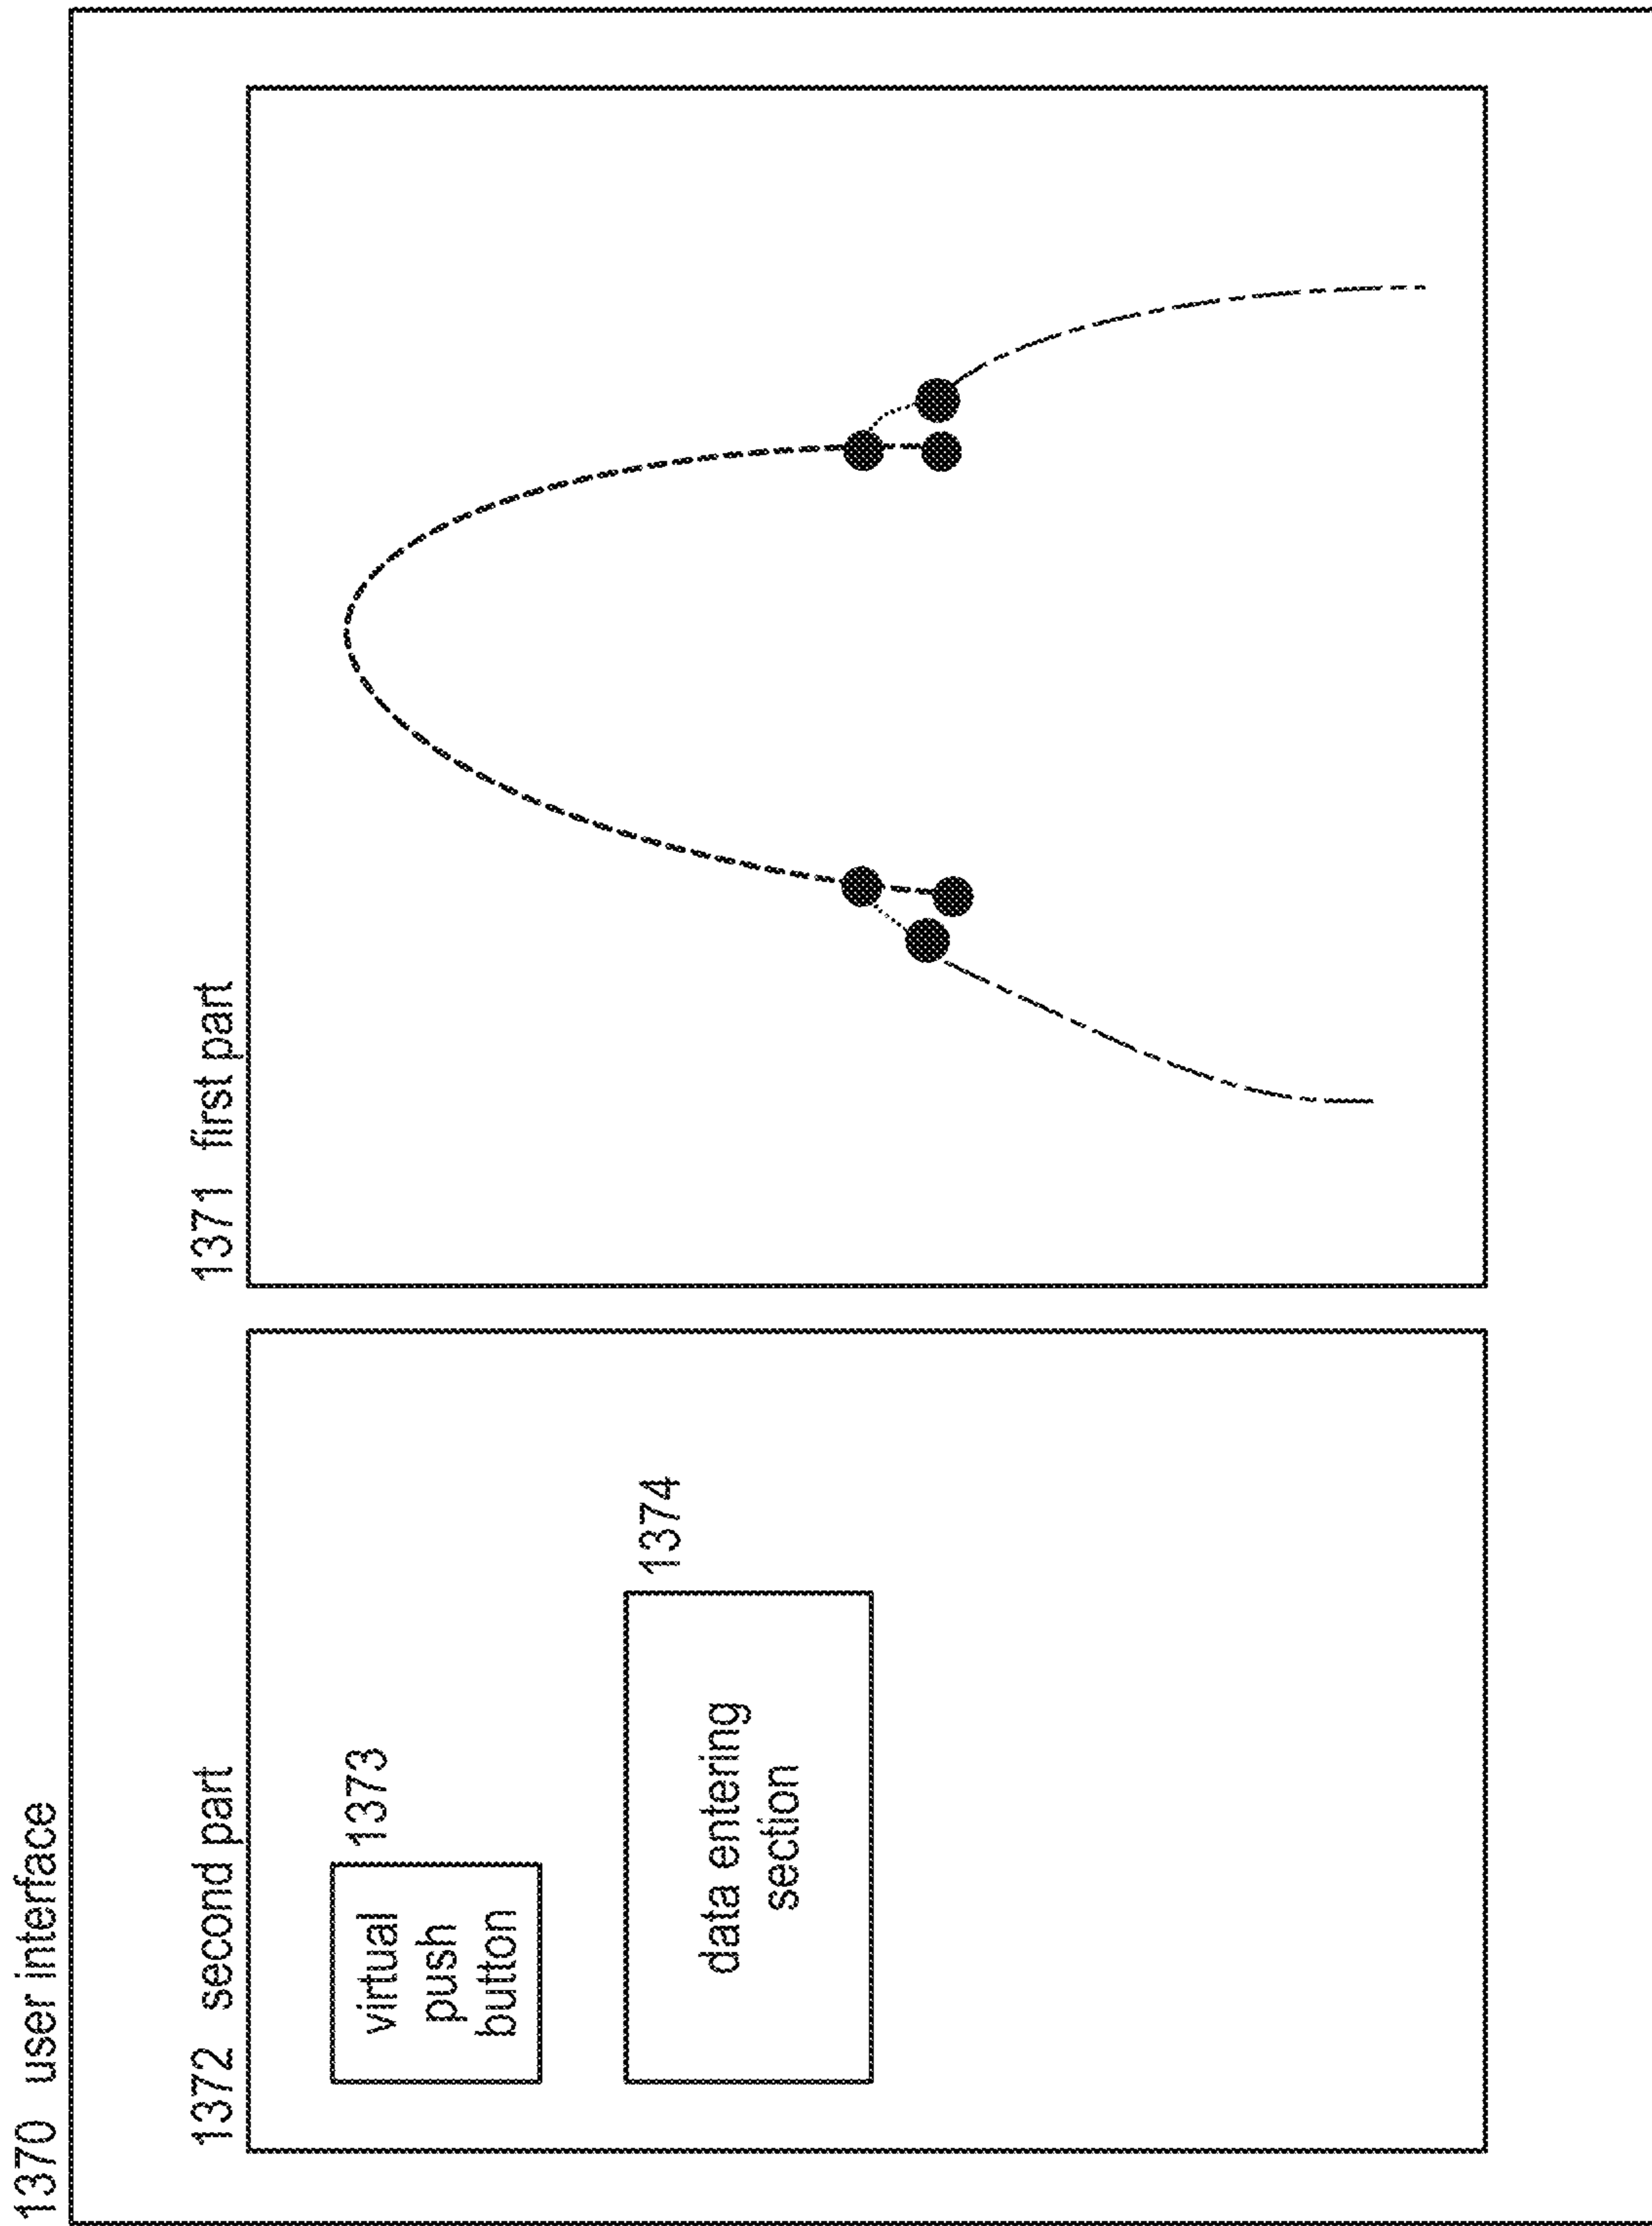 1370 user interface
1372 second part
1373
virtual
push
button
1374
data entering
section
1371 first part